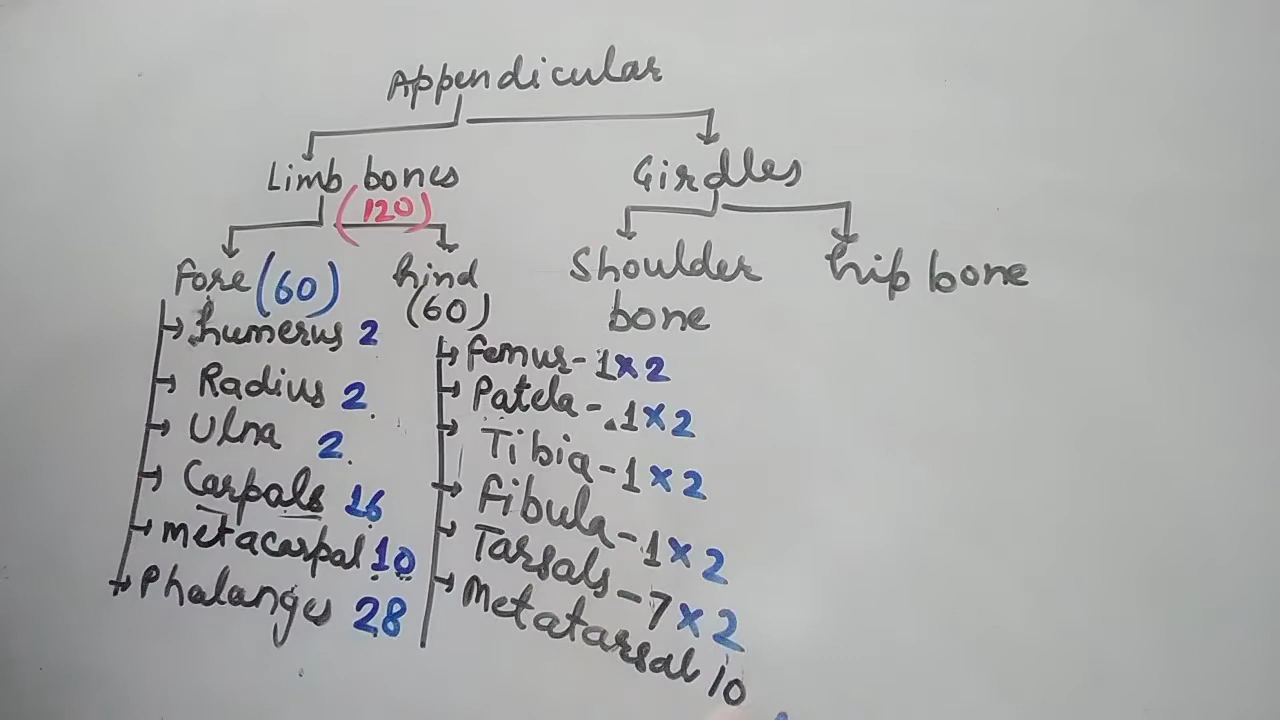 Appendicular
Limb bones
(120)
Girdles
Fore (60)
hind
(60)
Shoulder
bone
hip bone
humerus 2
Radius 2
Ulna 2
Carpals 16
metacarpal 10
Phalanges 28
Femur - 1 x 2
Patela - 1 x 2
Tibia - 1 x 2
Fibula - 1 x 2
Tarsals - 7 x 2
Metatarsal 10